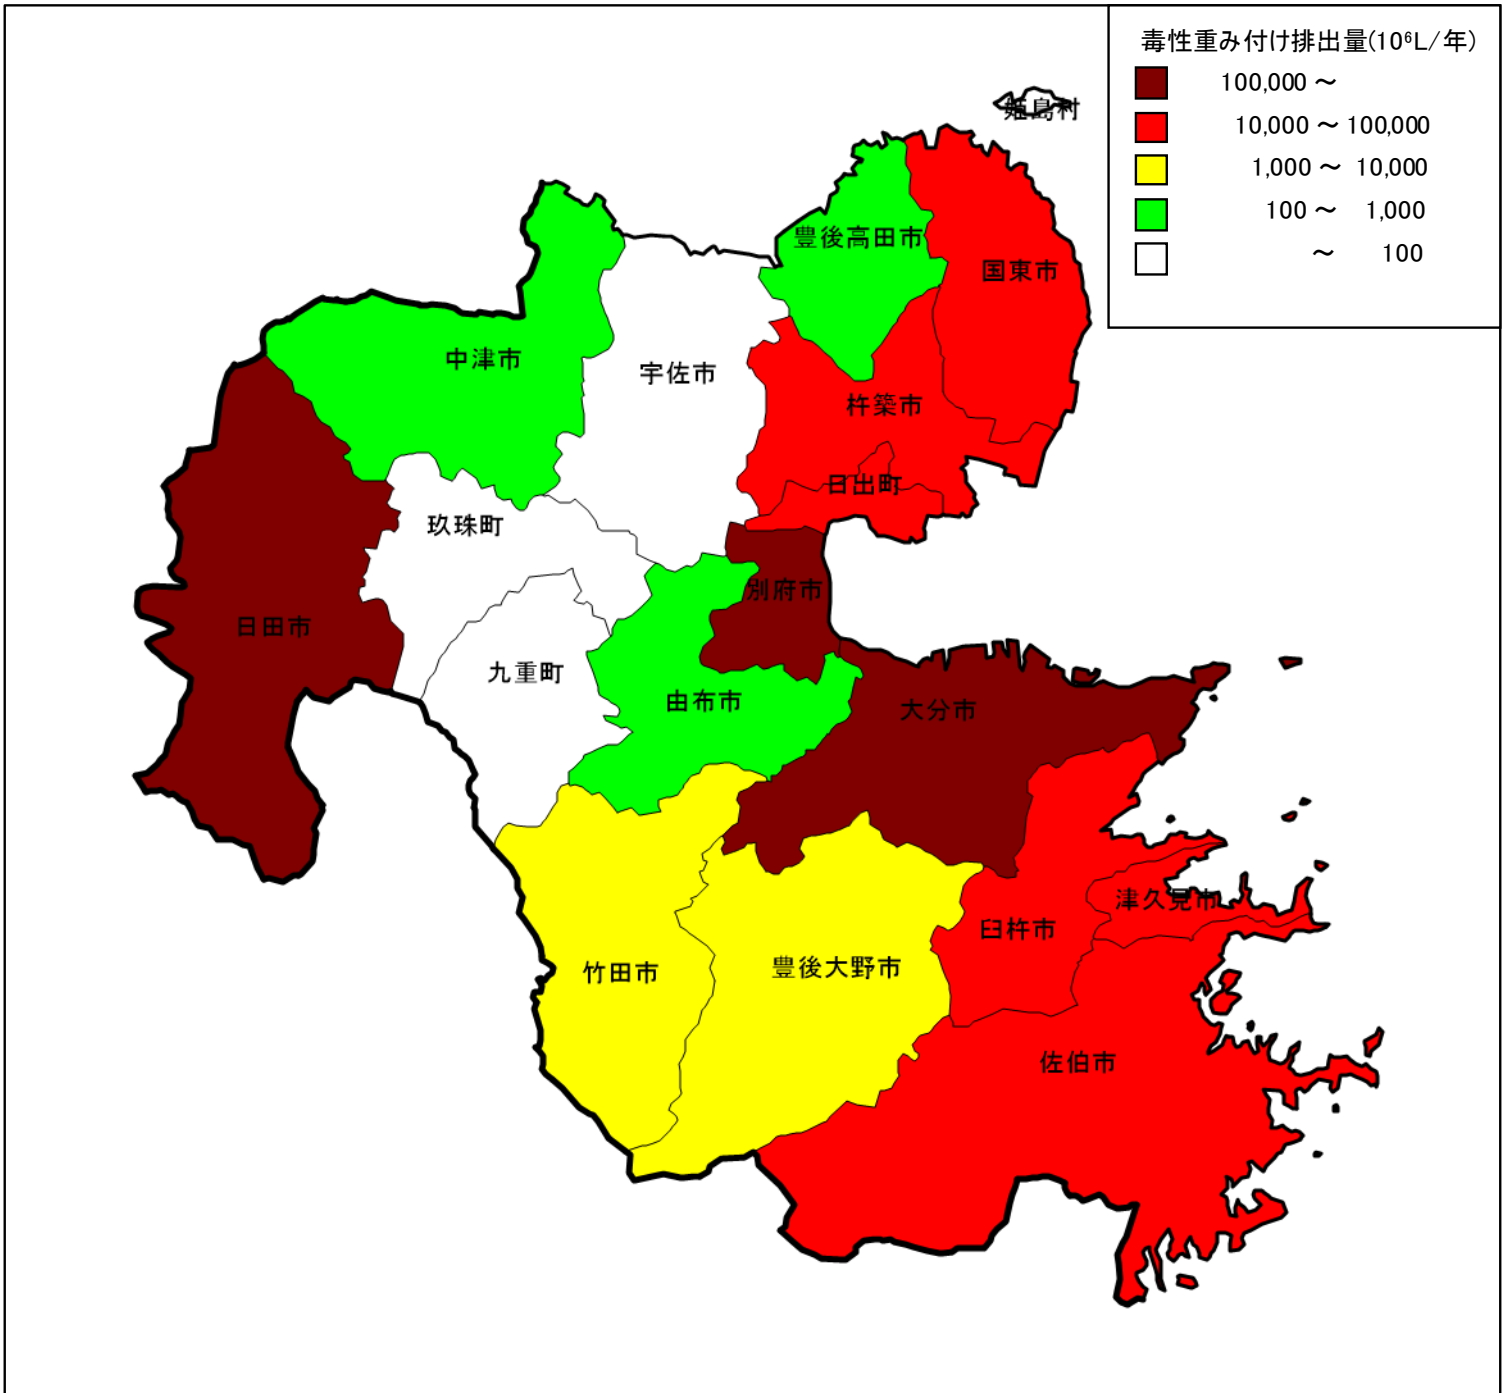 毒性重み付け排出量(10⁶L/年)
100,000 ～
10,000 ～ 100,000
1,000 ～ 10,000
100 ～ 1,000
～ 100
姫島村
豊後高田市
国東市
中津市
宇佐市
杵築市
日出町
玖珠町
別府市
日田市
九重町
由布市
大分市
津久見市
臼杵市
竹田市
豊後大野市
佐伯市